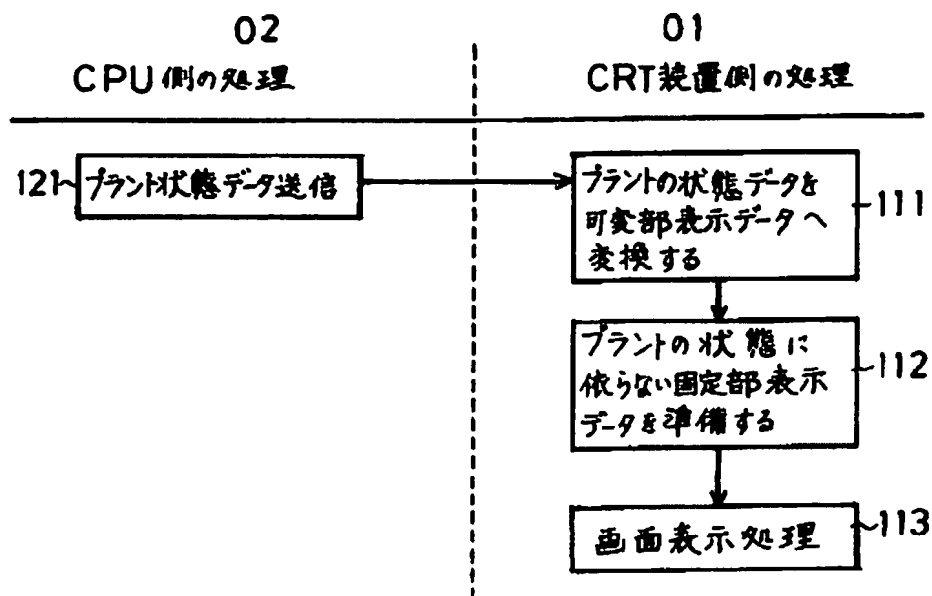 02
CPU側の処理
01
CRT装置側の処理
121
プラント状態データ送信
プラントの状態データを
可変部表示データへ
変換する
111
プラントの状態に
依らない固定部表示
データを準備する
112
画面表示処理
113